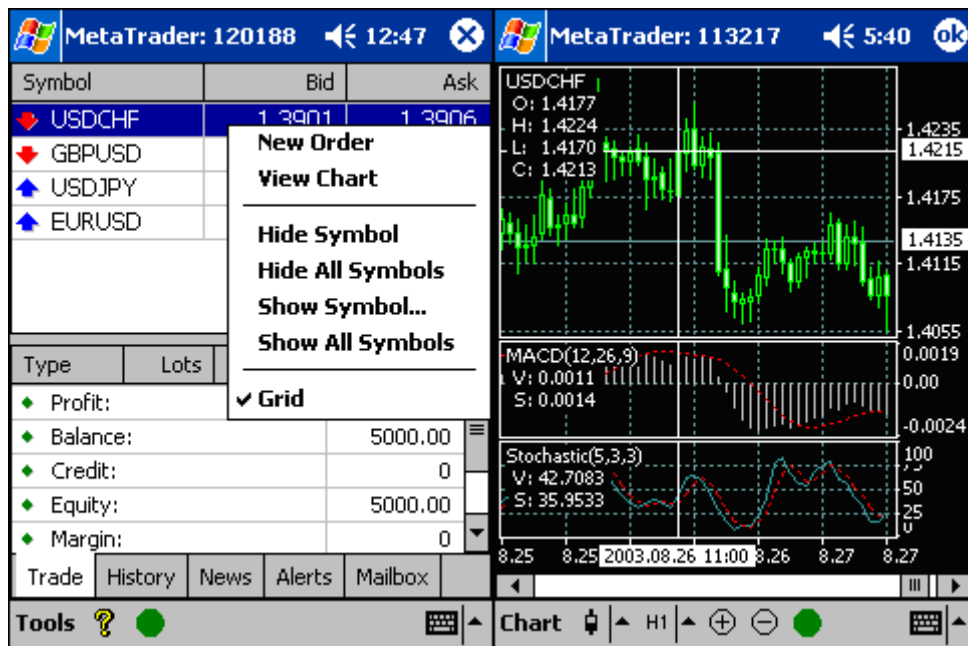 MetaTrader: 120188 12:47
Symbol Bid Ask
USDCHF 1.3901 1.3906
GBPUSD
USDJPY
EURUSD
New Order
View Chart
Hide Symbol
Hide All Symbols
Show Symbol...
Show All Symbols
Grid
Type Lots
Profit:
Balance: 5000.00
Credit: 0
Equity: 5000.00
Margin: 0
Trade History News Alerts Mailbox
Tools
MetaTrader: 113217 5:40 ok
USDCHF
O: 1.4177
H: 1.4224
L: 1.4170
C: 1.4213
1.4235
1.4215
1.4175
1.4135
1.4115
1.4055
MACD(12,26,9)
V: 0.0011
S: 0.0014
0.0019
0.00
-0.0024
Stochastic(5,3,3)
V: 42.7083
S: 35.9533
100
50
25
0
8.25 8.25 2003.08.26 11:00 8.26 8.27 8.27
Chart H1